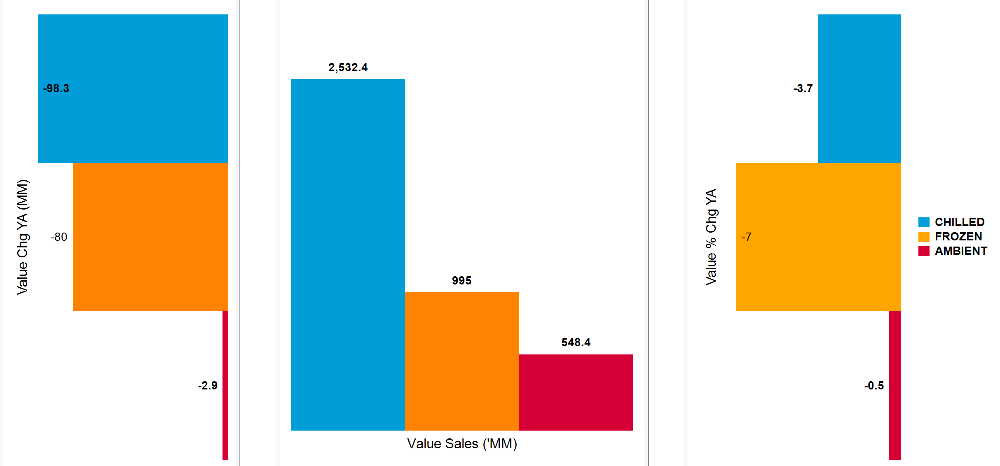 Value Chg YA (MM)
-98.3
-80
-2.9
2,532.4
995
548.4
Value Sales ('MM)
Value % Chg YA
-3.7
-7
-0.5
CHILLED
FROZEN
AMBIENT